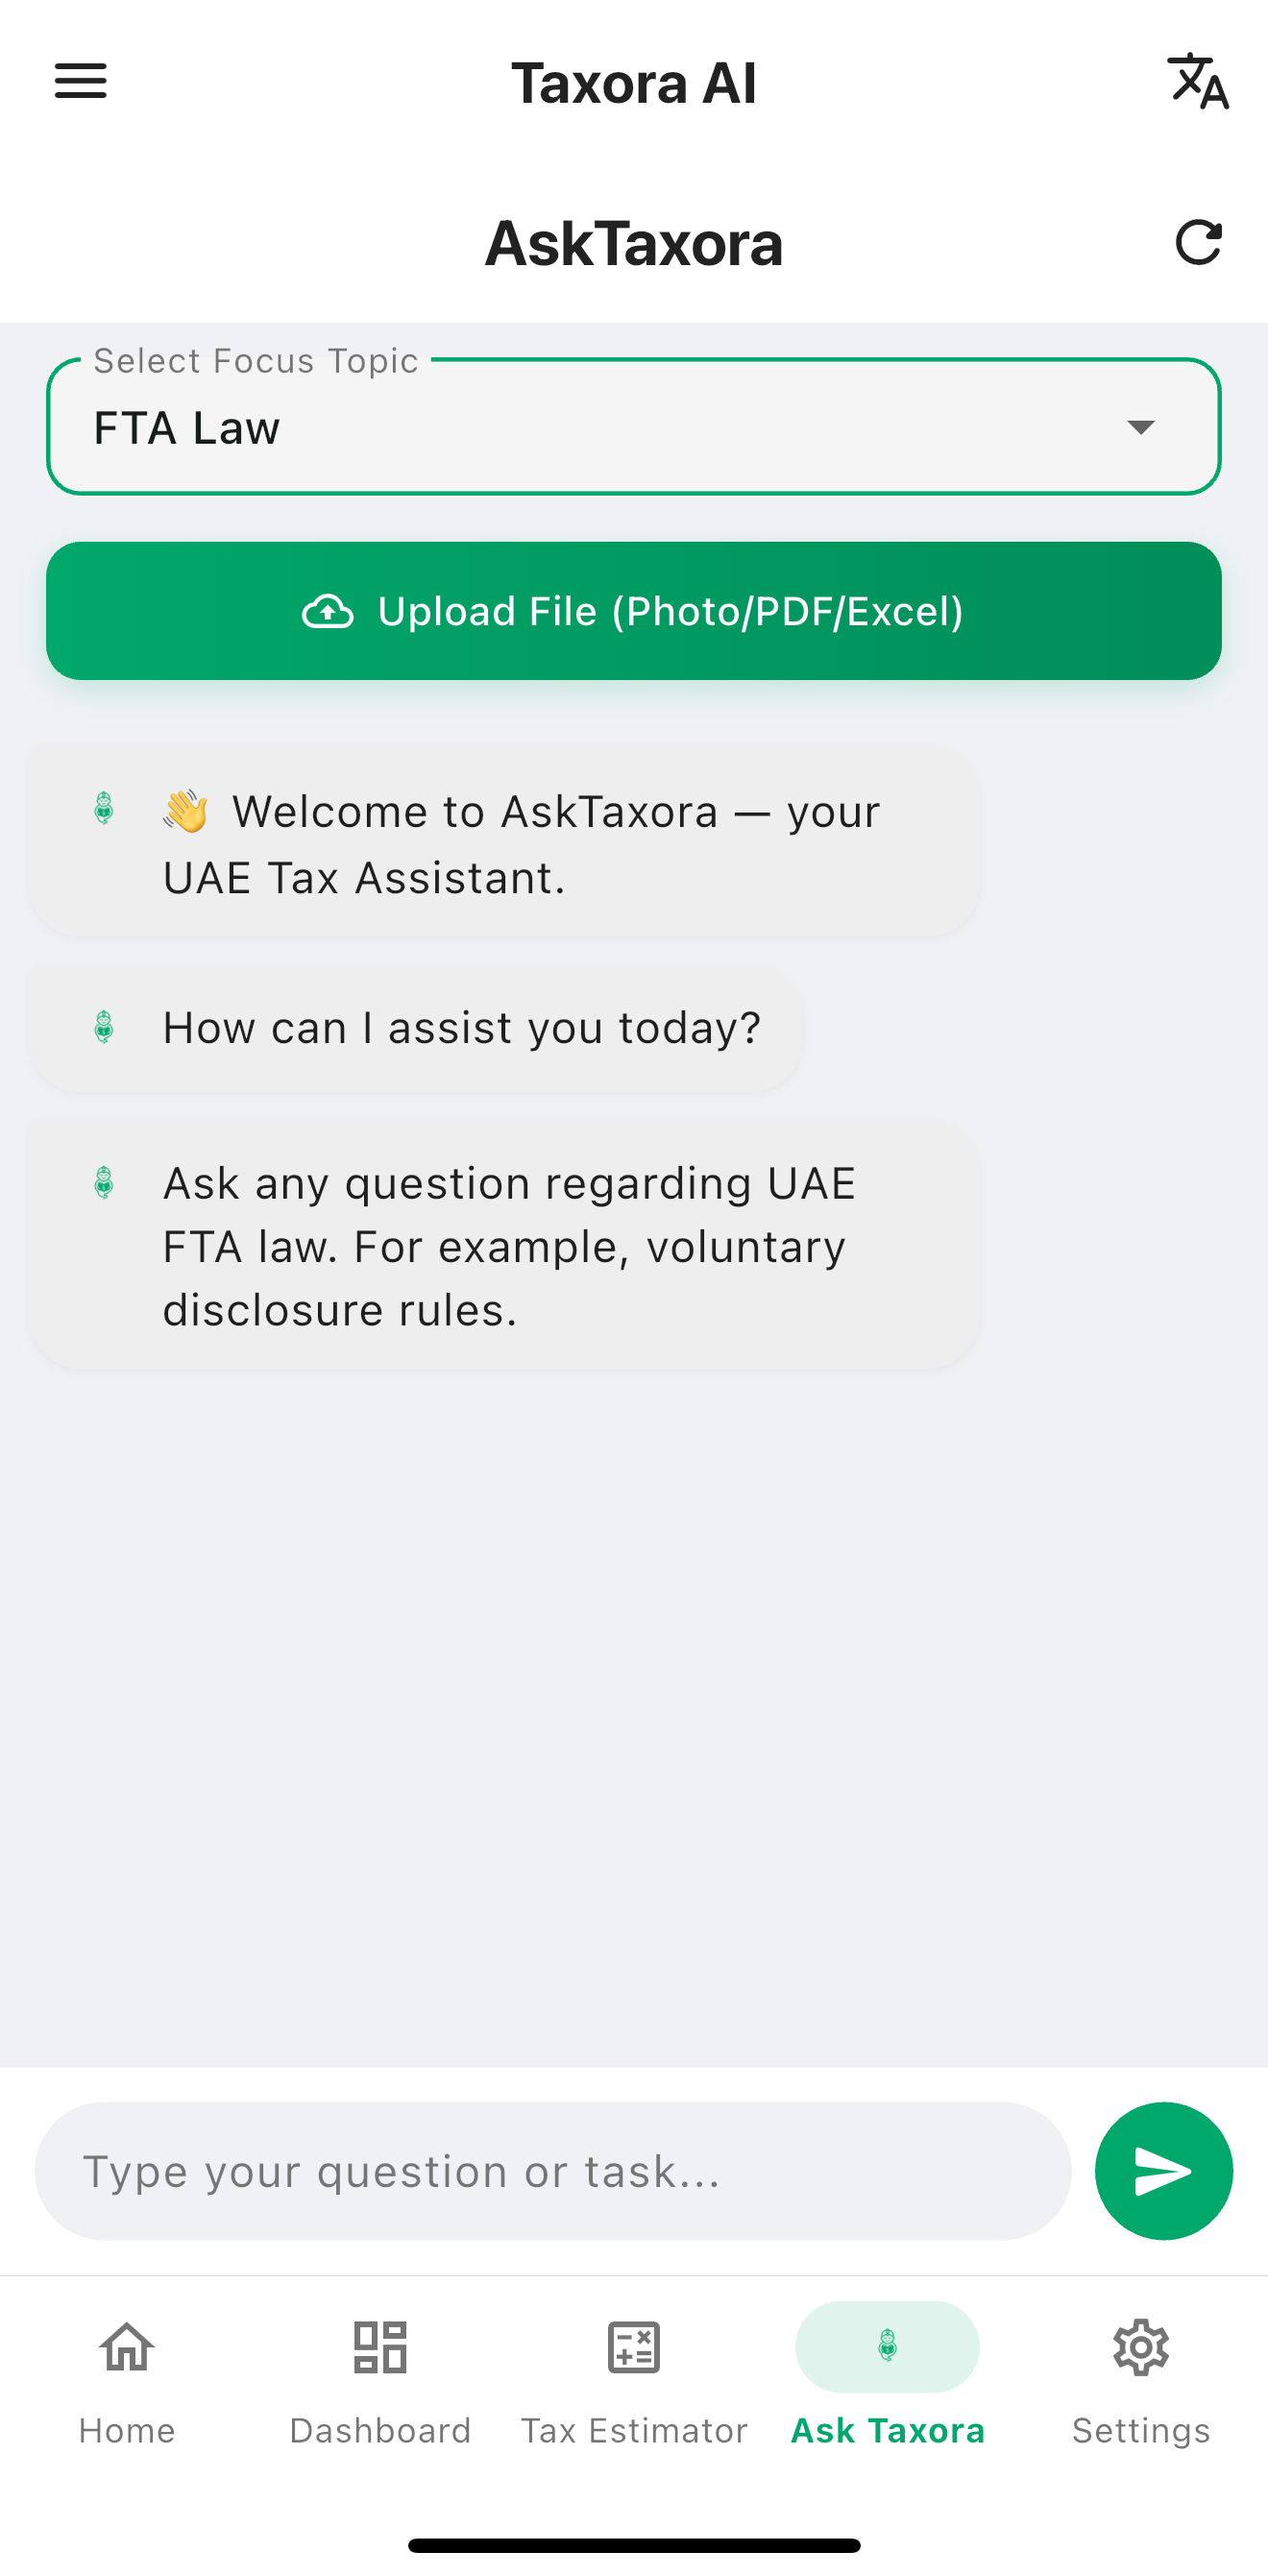 Taxora AI
AskTaxora
Select Focus Topic
FTA Law
Upload File (Photo/PDF/Excel)
👋 Welcome to AskTaxora — your
UAE Tax Assistant.
How can I assist you today?
Ask any question regarding UAE
FTA law. For example, voluntary
disclosure rules.
Type your question or task...
Home
Dashboard
Tax Estimator
Ask Taxora
Settings